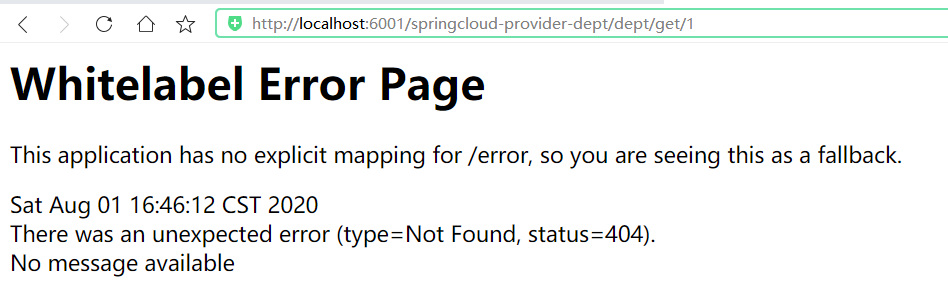 http://localhost:6001/springcloud-provider-dept/dept/get/1
Whitelabel Error Page
This application has no explicit mapping for /error, so you are seeing this as a fallback.
Sat Aug 01 16:46:12 CST 2020
There was an unexpected error (type=Not Found, status=404).
No message available